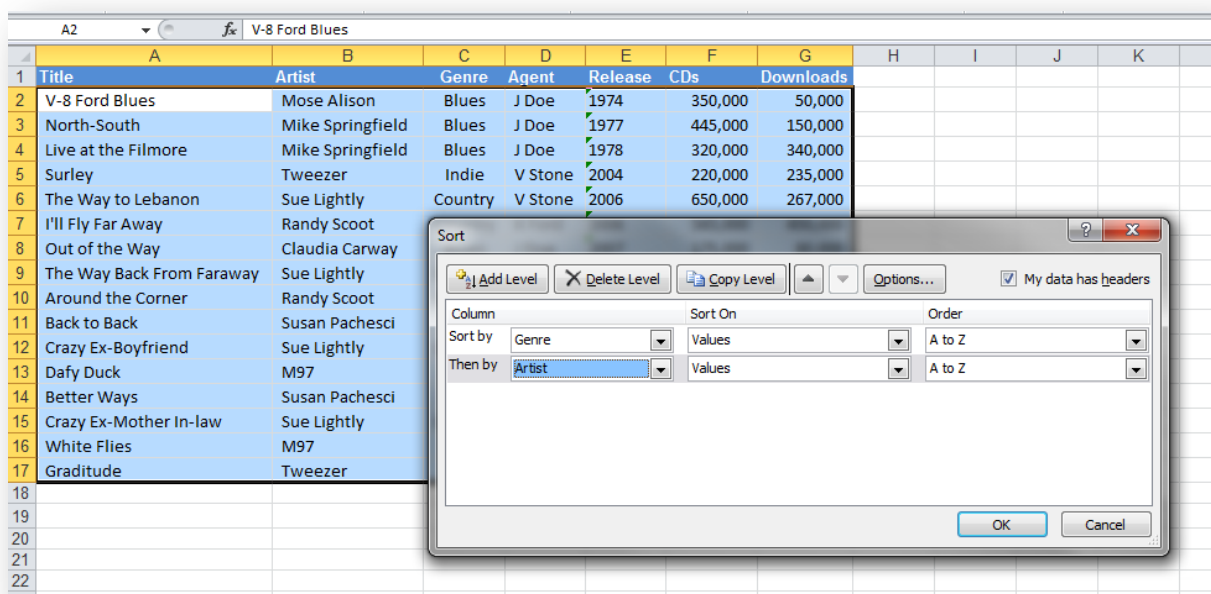 A2 fx V-8 Ford Blues
A B C D E F G H I J K
1 Title Artist Genre Agent Release CDs Downloads
2 V-8 Ford Blues Mose Alison Blues J Doe 1974 350,000 50,000
3 North-South Mike Springfield Blues J Doe 1977 445,000 150,000
4 Live at the Filmore Mike Springfield Blues J Doe 1978 320,000 340,000
5 Surley Tweezer Indie V Stone 2004 220,000 235,000
6 The Way to Lebanon Sue Lightly Country V Stone 2006 650,000 267,000
7 I'll Fly Far Away Randy Scoot
8 Out of the Way Claudia Carway
9 The Way Back From Faraway Sue Lightly
10 Around the Corner Randy Scoot
11 Back to Back Susan Pachesci
12 Crazy Ex-Boyfriend Sue Lightly
13 Dafy Duck M97
14 Better Ways Susan Pachesci
15 Crazy Ex-Mother In-law Sue Lightly
16 White Flies M97
17 Graditude Tweezer
18
19
20
21
22
Sort ? X
Add Level Delete Level Copy Level Options... My data has headers
Column Sort On Order
Sort by Genre Values A to Z
Then by Artist Values A to Z
OK Cancel